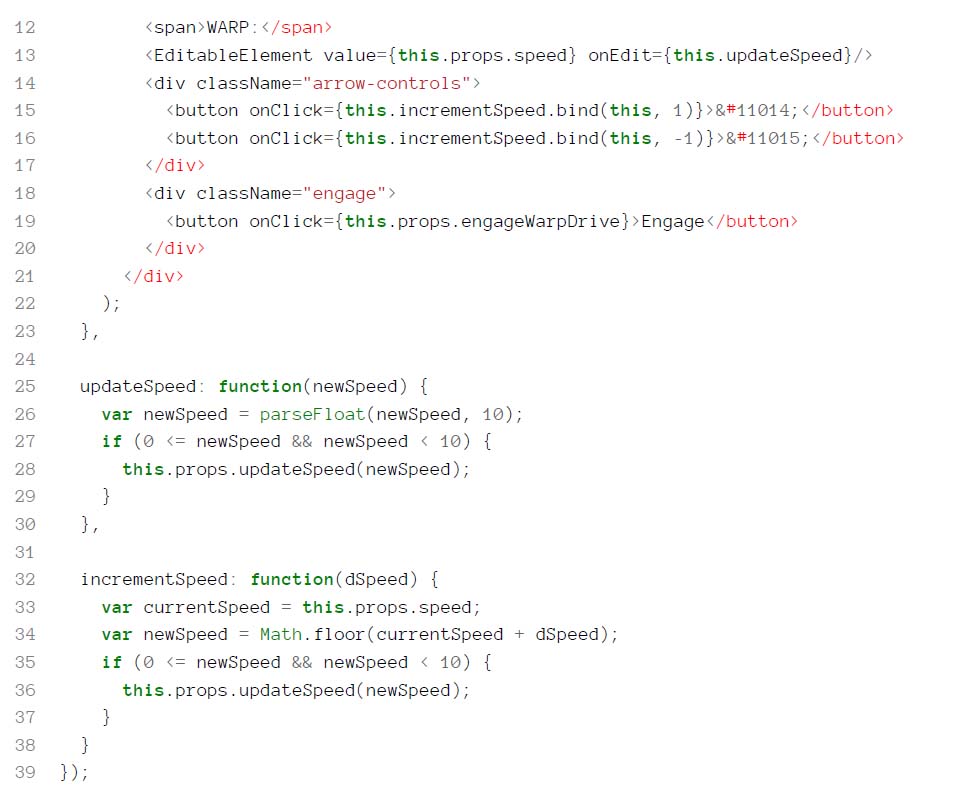 12 <span>WARP:</span>
13 <EditableElement value={this.props.speed} onEdit={this.updateSpeed}/>
14 <div className="arrow-controls">
15 <button onClick={this.incrementSpeed.bind(this, 1)}>&#11014;</button>
16 <button onClick={this.incrementSpeed.bind(this, -1)}>&#11015;</button>
17 </div>
18 <div className="engage">
19 <button onClick={this.props.engageWarpDrive}>Engage</button>
20 </div>
21 </div>
22 );
23 },
24
25 updateSpeed: function(newSpeed) {
26 var newSpeed = parseFloat(newSpeed, 10);
27 if (0 <= newSpeed && newSpeed < 10) {
28 this.props.updateSpeed(newSpeed);
29 }
30 },
31
32 incrementSpeed: function(dSpeed) {
33 var currentSpeed = this.props.speed;
34 var newSpeed = Math.floor(currentSpeed + dSpeed);
35 if (0 <= newSpeed && newSpeed < 10) {
36 this.props.updateSpeed(newSpeed);
37 }
38 }
39 });